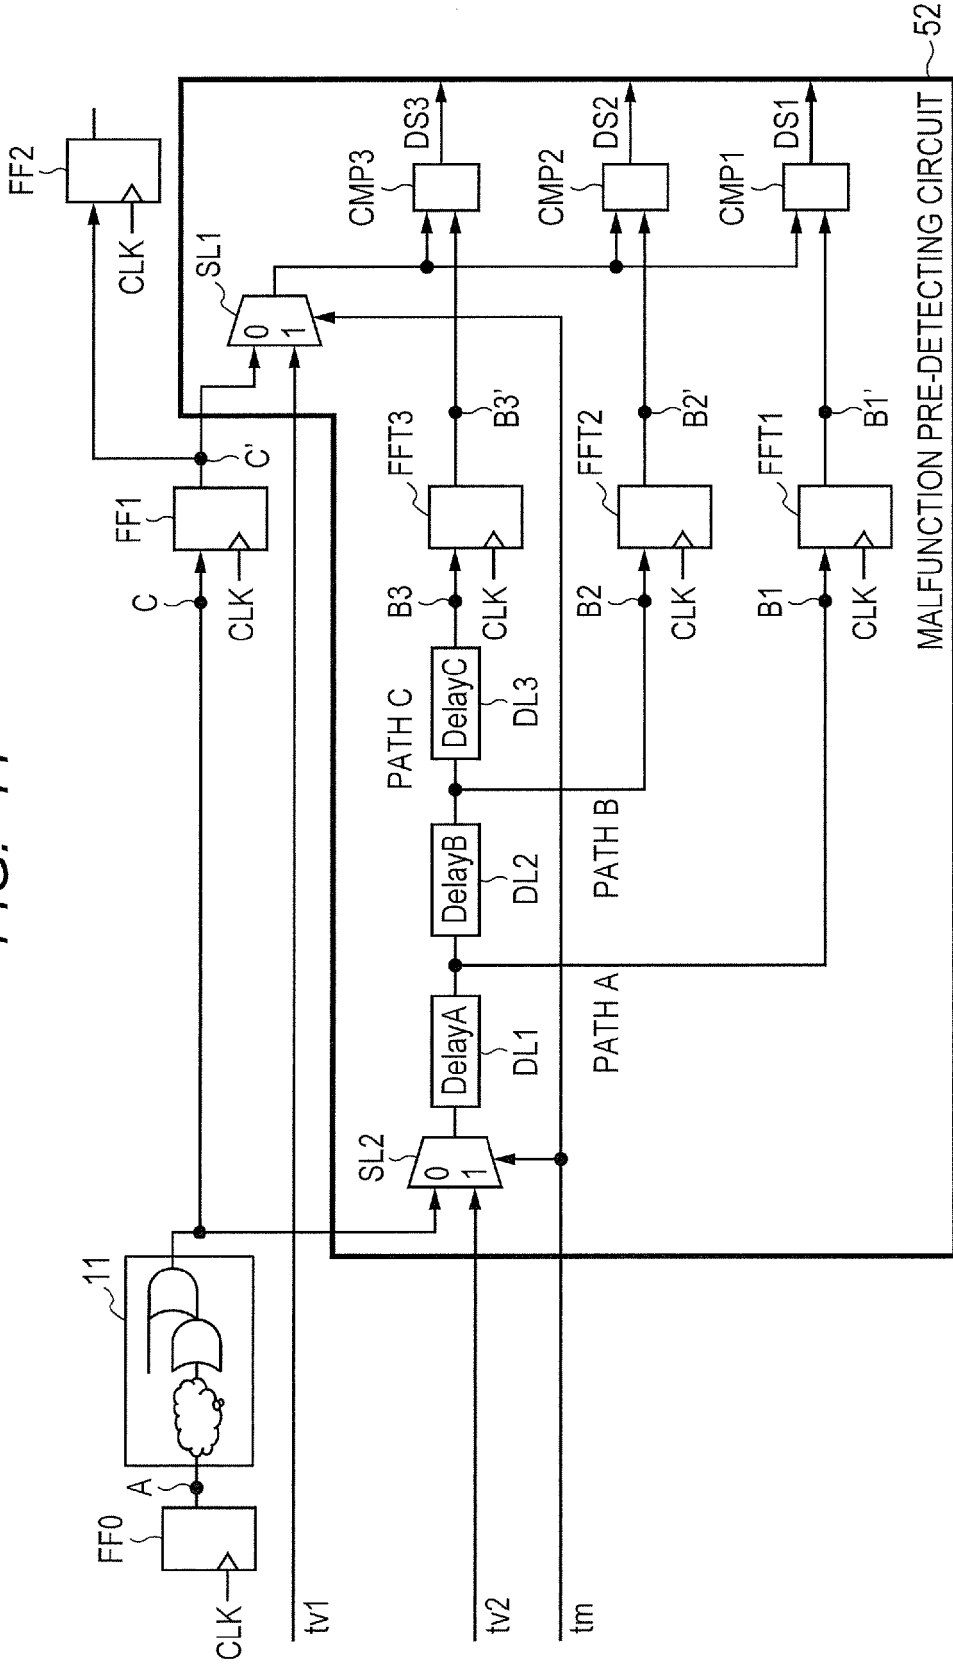 FF0
CLK
A
11
C
FF1
CLK
C'
FF2
CLK
tv1
tv2
tm
SL1
0
1
SL2
0
1
DelayA
DL1
DelayB
DL2
DelayC
DL3
PATH A
PATH B
PATH C
B3
CLK
FFT3
B3'
CMP3
DS3
B2
CLK
FFT2
B2'
CMP2
DS2
B1
CLK
FFT1
B1'
CMP1
DS1
MALFUNCTION PRE-DETECTING CIRCUIT
52